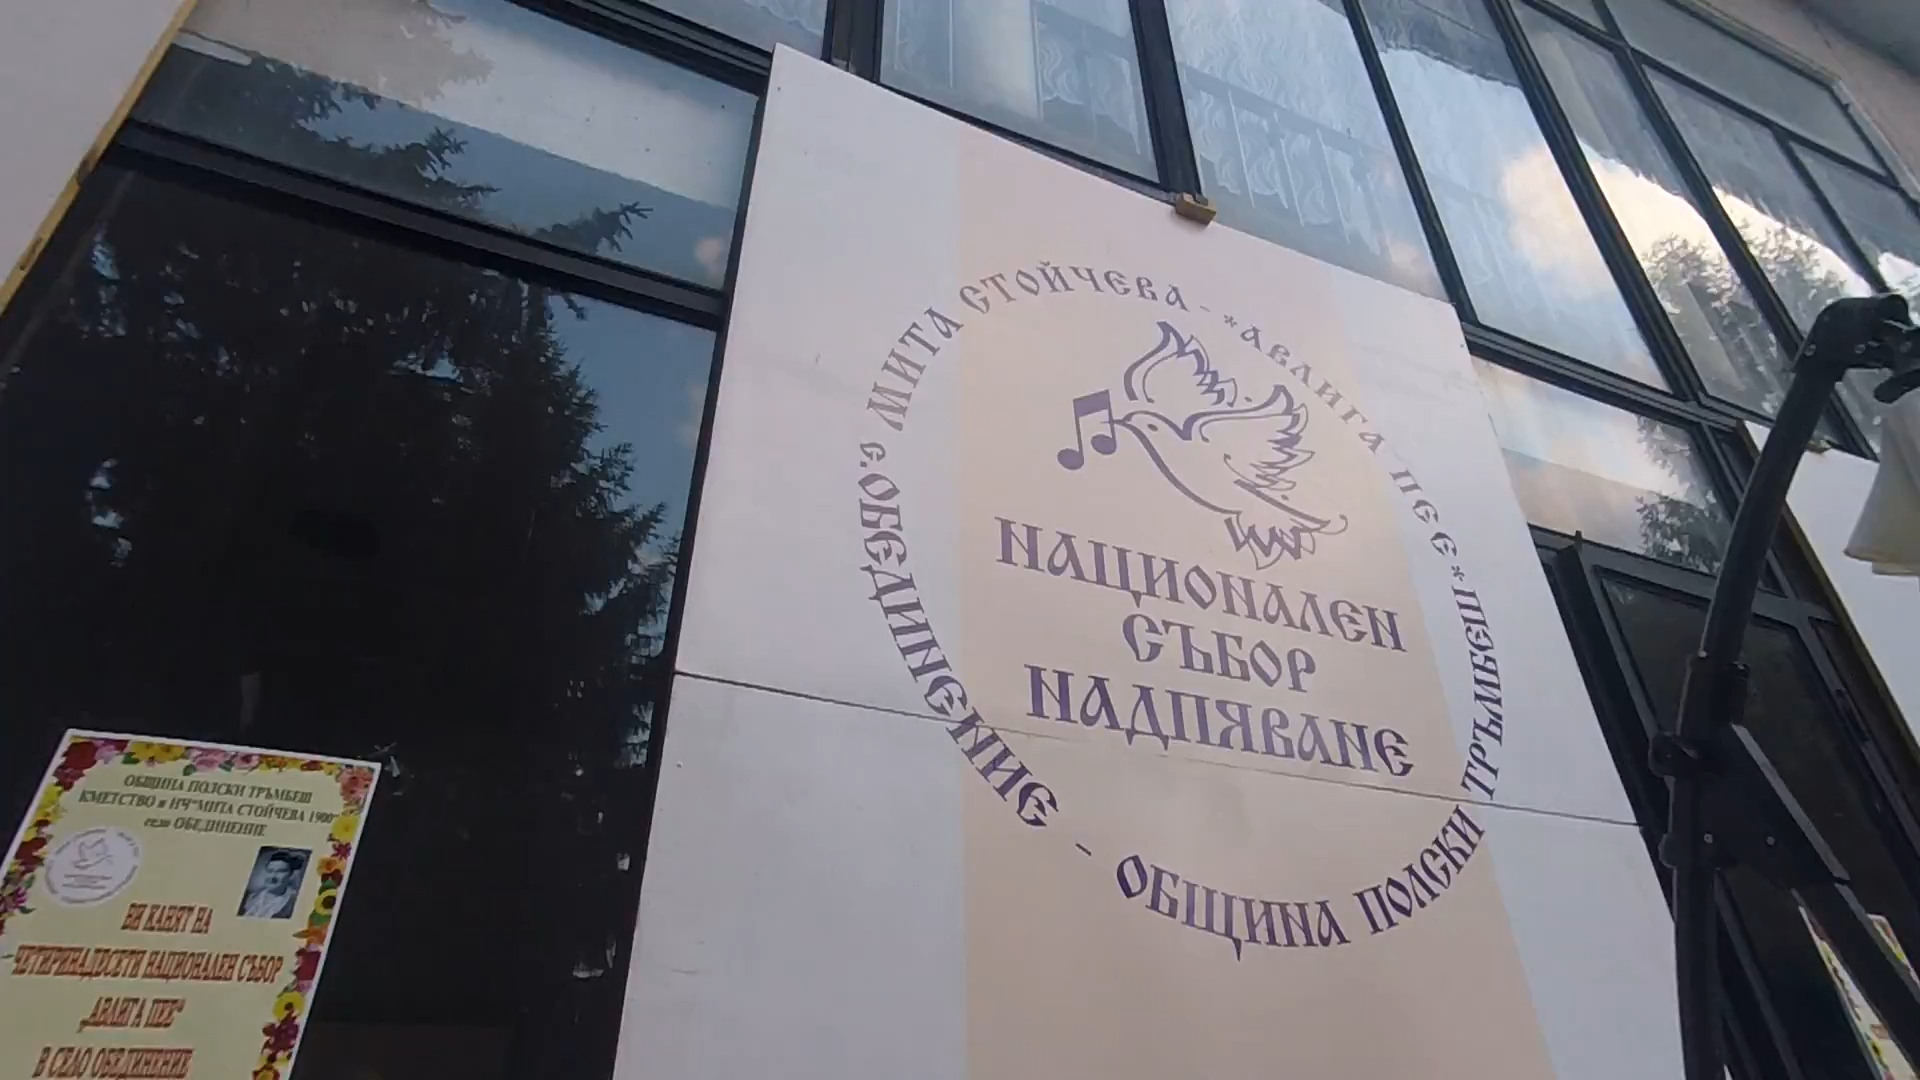 с. ОБЕДИНЕНИЕ - ОБЩИНА ПОЛСКИ ТРЪМБЕШ
МИТА СТОЙЧЕВА - *АВЛИГА ПЕЕ*
НАЦИОНАЛЕН
СЪБОР
НАДПЯВАНЕ
ОБЩИНА ПОЛСКИ ТРЪМБЕШ
КМЕТСТВО и НЧ"МИТА СТОЙЧЕВА 1900"
село ОБЕДИНЕНИЕ
ВИ КАНЯТ НА
ЧЕТИРИНАДЕСЕТИ НАЦИОНАЛЕН СЪБОР
„АВЛИГА ПЕЕ"
В СЕЛО ОБЕДИНЕНИЕ